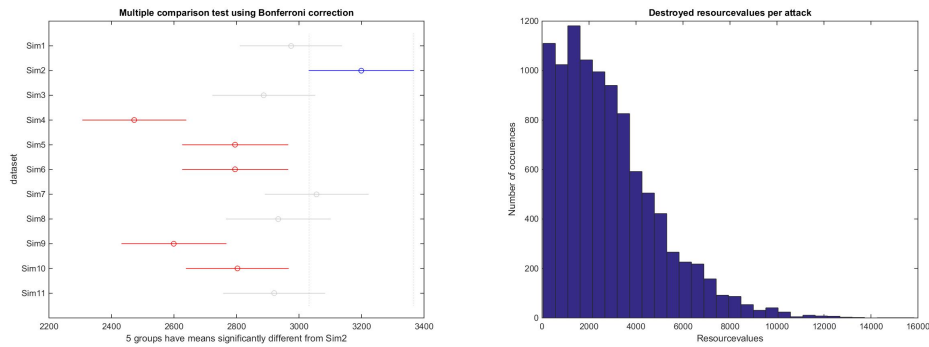 Multiple comparison test using Bonferroni correction
Sim1
Sim2
Sim3
Sim4
Sim5
Sim6
Sim7
Sim8
Sim9
Sim10
Sim11
dataset
2200 2400 2600 2800 3000 3200 3400
5 groups have means significantly different from Sim2
Destroyed resourcevalues per attack
1200
1000
800
600
400
200
0
Number of occurences
0 2000 4000 6000 8000 10000 12000 14000 16000
Resourcevalues